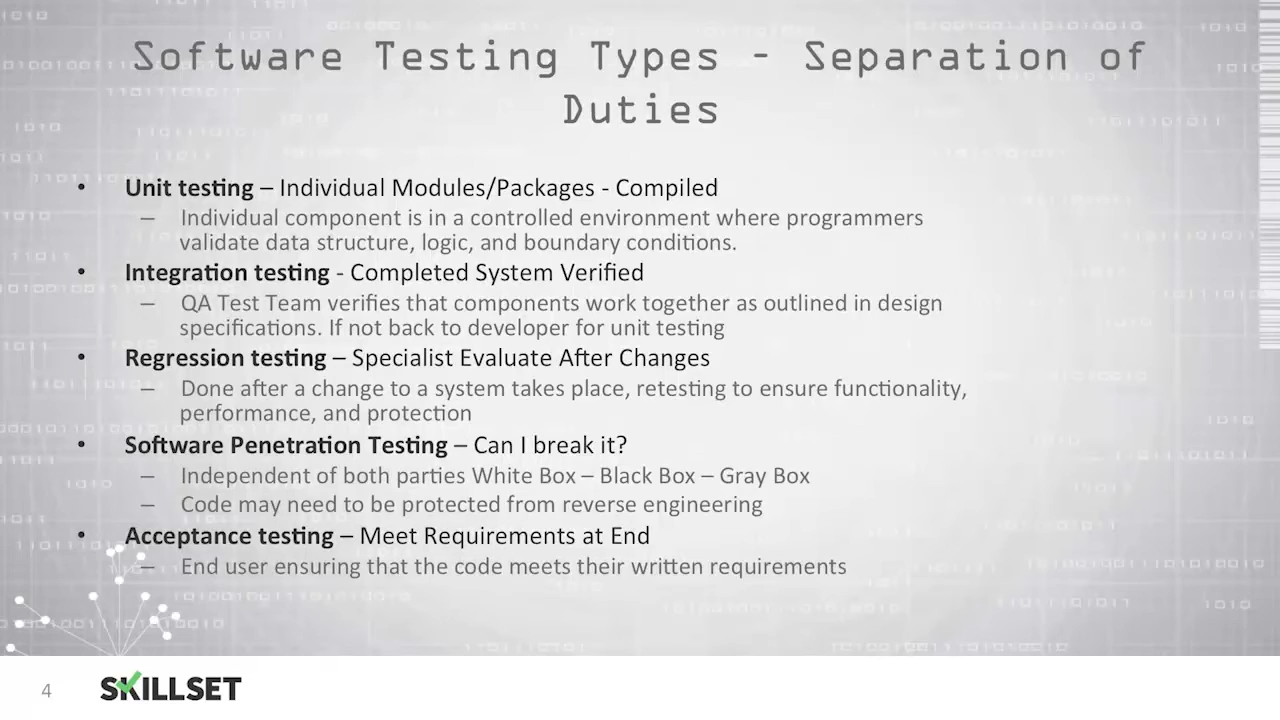 Software Testing Types - Separation of
Duties
• Unit testing – Individual Modules/Packages - Compiled
– Individual component is in a controlled environment where programmers
validate data structure, logic, and boundary conditions.
• Integration testing - Completed System Verified
– QA Test Team verifies that components work together as outlined in design
specifications. If not back to developer for unit testing
• Regression testing – Specialist Evaluate After Changes
– Done after a change to a system takes place, retesting to ensure functionality,
performance, and protection
• Software Penetration Testing – Can I break it?
– Independent of both parties White Box – Black Box – Gray Box
– Code may need to be protected from reverse engineering
• Acceptance testing – Meet Requirements at End
– End user ensuring that the code meets their written requirements
4
SKILLSET